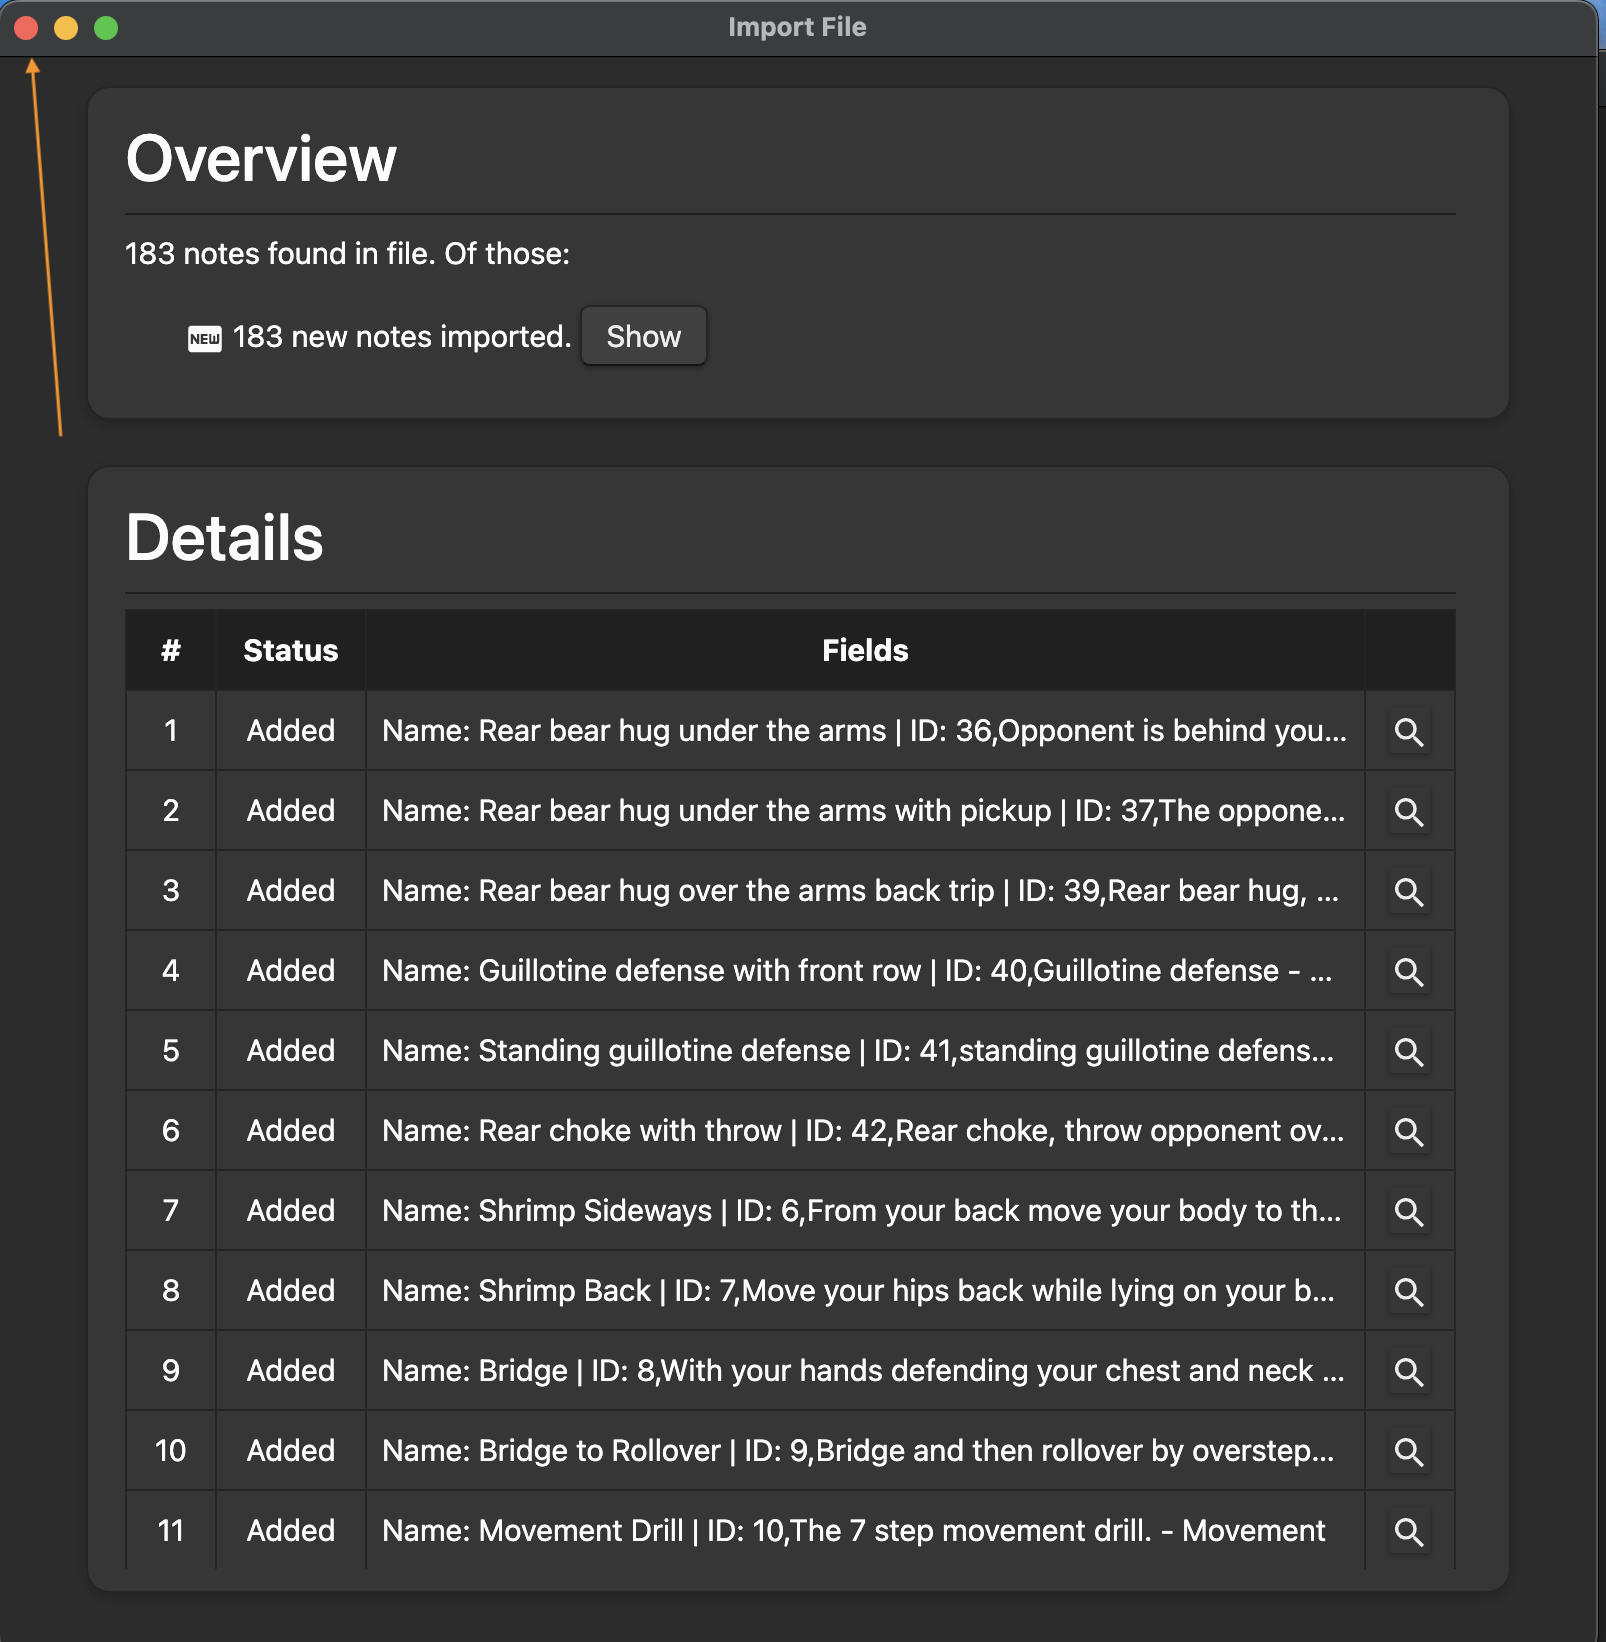 Import File
Overview
183 notes found in file. Of those:
NEW 183 new notes imported. Show
Details
# Status Fields
1 Added Name: Rear bear hug under the arms | ID: 36,Opponent is behind you...
2 Added Name: Rear bear hug under the arms with pickup | ID: 37,The oppone...
3 Added Name: Rear bear hug over the arms back trip | ID: 39,Rear bear hug, ...
4 Added Name: Guillotine defense with front row | ID: 40,Guillotine defense - ...
5 Added Name: Standing guillotine defense | ID: 41,standing guillotine defens...
6 Added Name: Rear choke with throw | ID: 42,Rear choke, throw opponent ov...
7 Added Name: Shrimp Sideways | ID: 6,From your back move your body to th...
8 Added Name: Shrimp Back | ID: 7,Move your hips back while lying on your b...
9 Added Name: Bridge | ID: 8,With your hands defending your chest and neck ...
10 Added Name: Bridge to Rollover | ID: 9,Bridge and then rollover by overstep...
11 Added Name: Movement Drill | ID: 10,The 7 step movement drill. - Movement